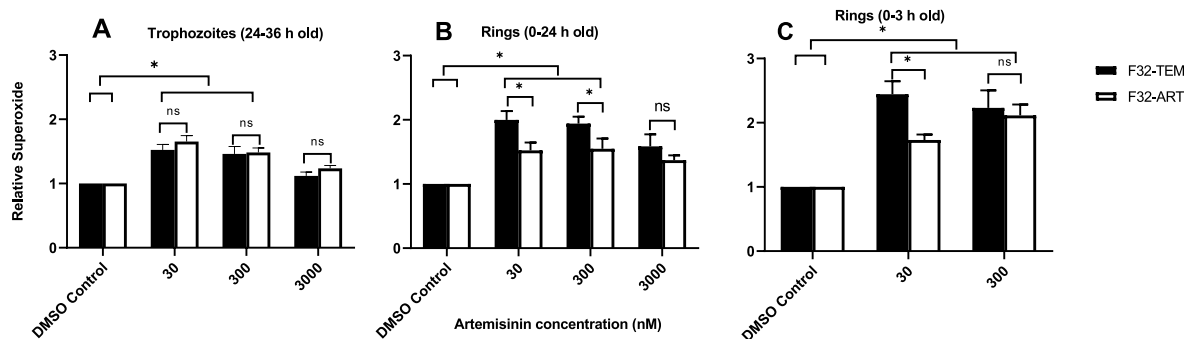 A
Trophozoites (24-36 h old)
3
2
1
0
Relative Superoxide
*
ns
ns
ns
DMSO Control
30
300
3000
B
Rings (0-24 h old)
3
2
1
0
*
*
*
ns
DMSO Control
30
300
3000
Artemisinin concentration (nM)
C
Rings (0-3 h old)
3
2
1
0
*
*
ns
DMSO Control
30
300
F32-TEM
F32-ART